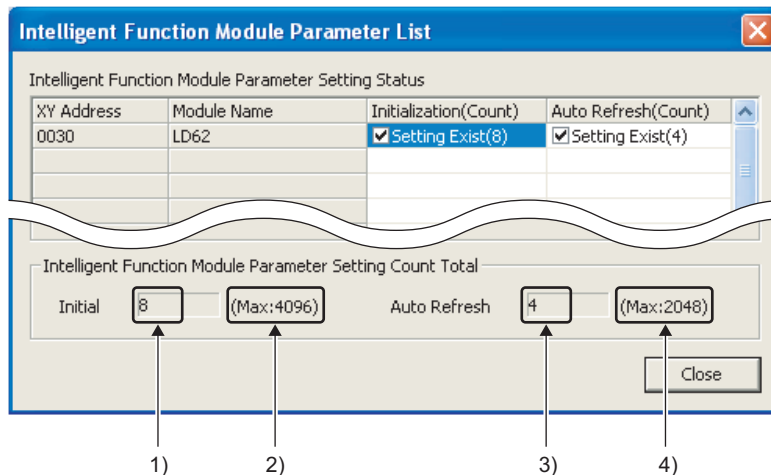 Intelligent Function Module Parameter List
Intelligent Function Module Parameter Setting Status
XY Address Module Name Initialization(Count) Auto Refresh(Count)
0030 LD62 Setting Exist(8) Setting Exist(4)
Intelligent Function Module Parameter Setting Count Total
Initial 8 (Max:4096) Auto Refresh 4 (Max:2048)
Close
1) 2) 3) 4)